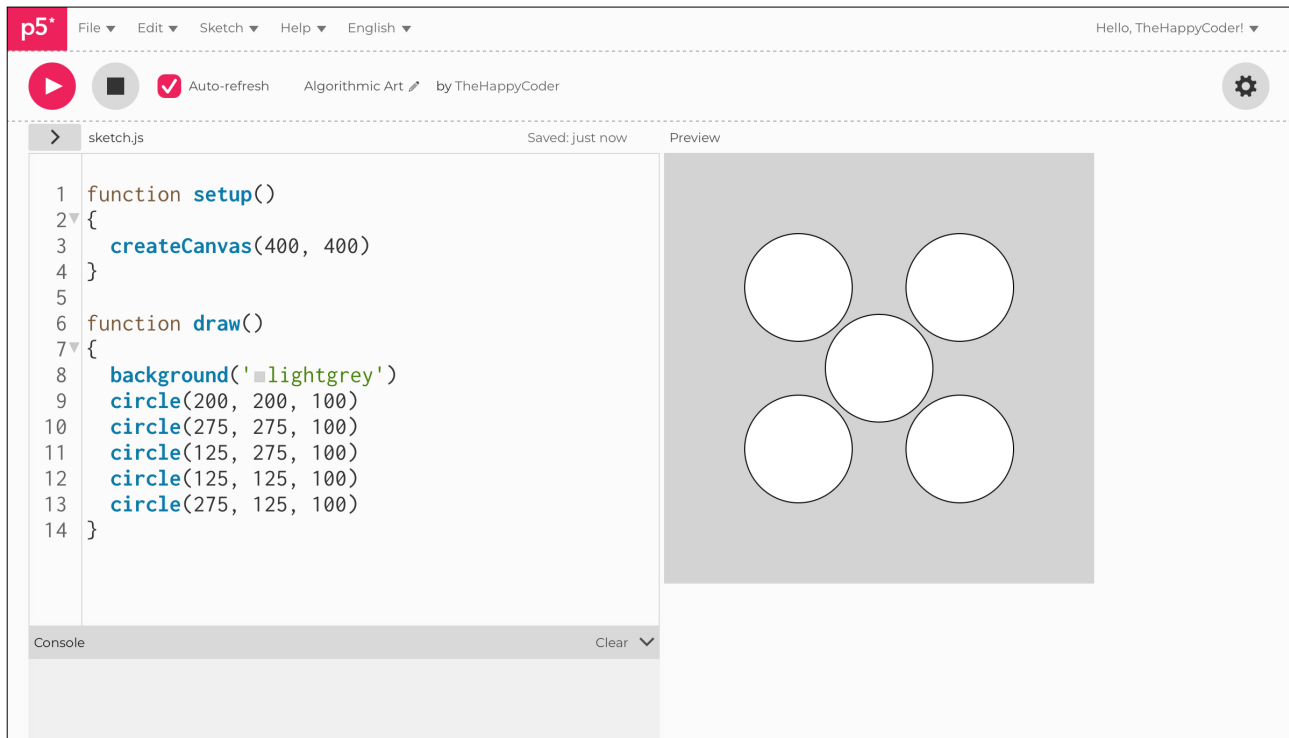 p5* File Edit Sketch Help English Hello, TheHappyCoder!
Auto-refresh Algorithmic Art by TheHappyCoder
sketch.js Saved: just now Preview
1 function setup()
2 {
3 createCanvas(400, 400)
4 }
5
6 function draw()
7 {
8 background('lightgrey')
9 circle(200, 200, 100)
10 circle(275, 275, 100)
11 circle(125, 275, 100)
12 circle(125, 125, 100)
13 circle(275, 125, 100)
14 }
Console Clear